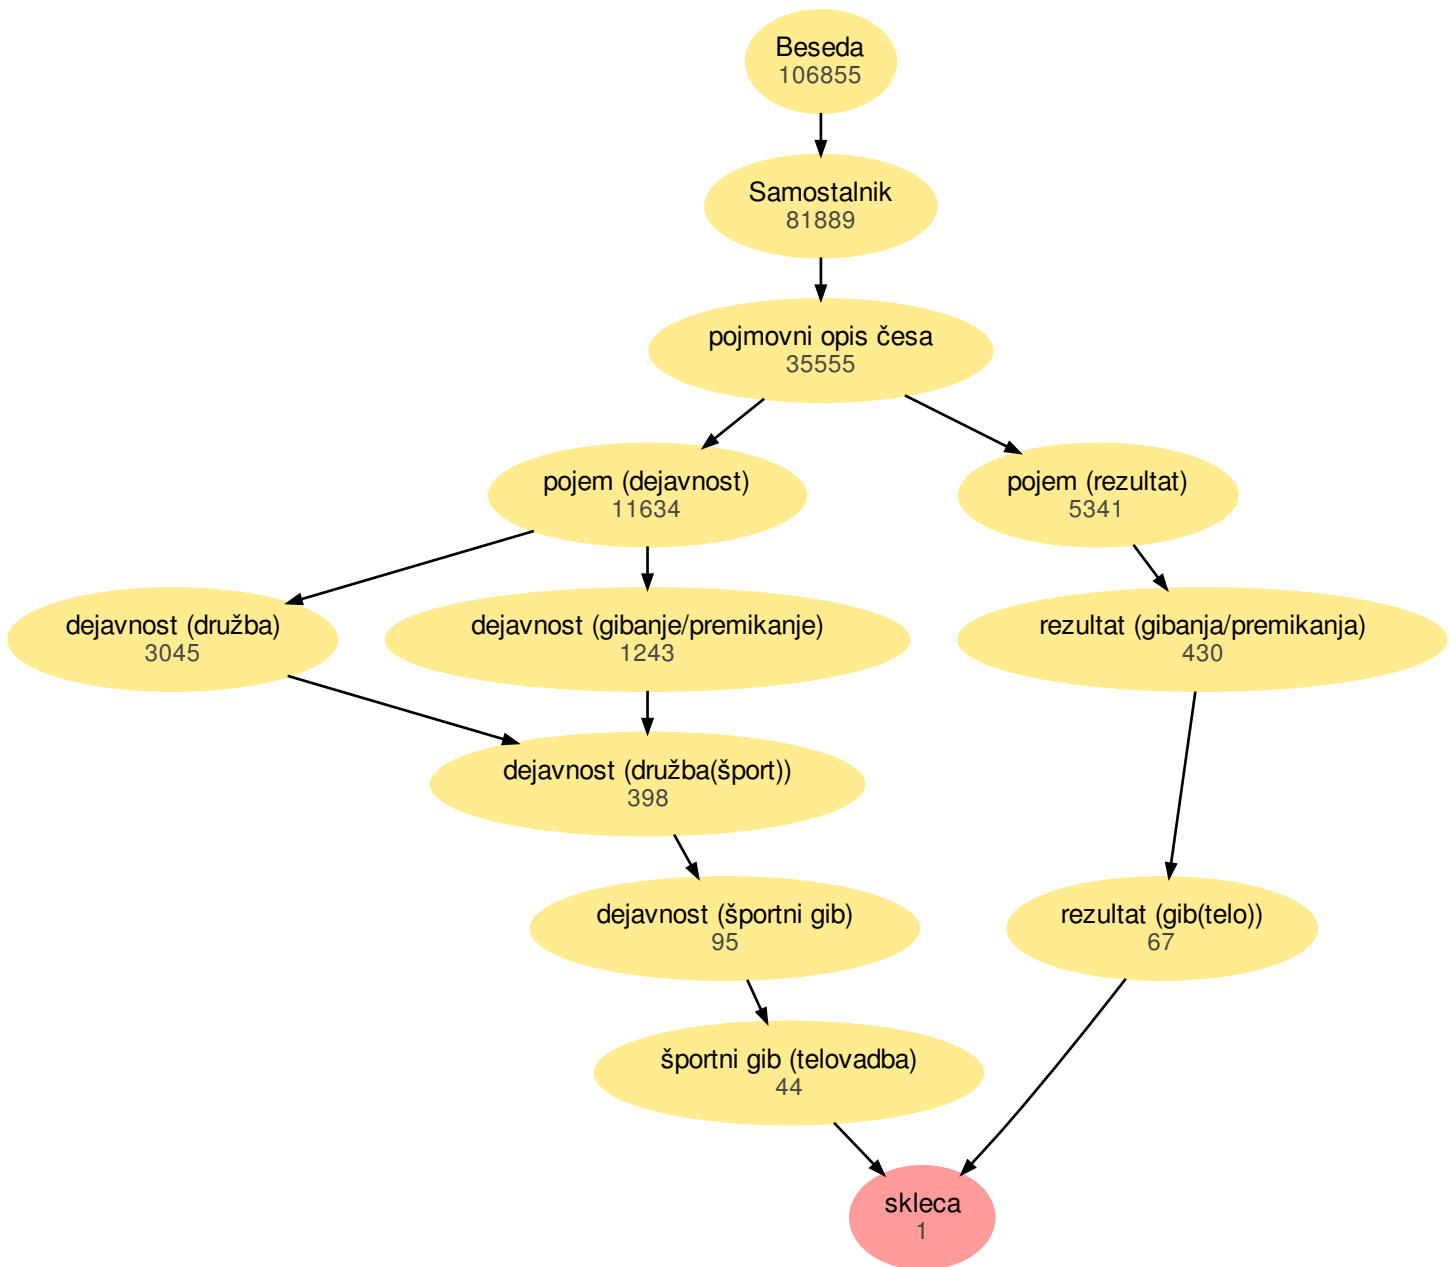 Beseda
106855
Samostalnik
81889
pojmovni opis česa
35555
pojem (dejavnost)
11634
pojem (rezultat)
5341
dejavnost (družba)
3045
dejavnost (gibanje/premikanje)
1243
rezultat (gibanja/premikanja)
430
dejavnost (družba(šport))
398
dejavnost (športni gib)
95
rezultat (gib(telo))
67
športni gib (telovadba)
44
skleca
1